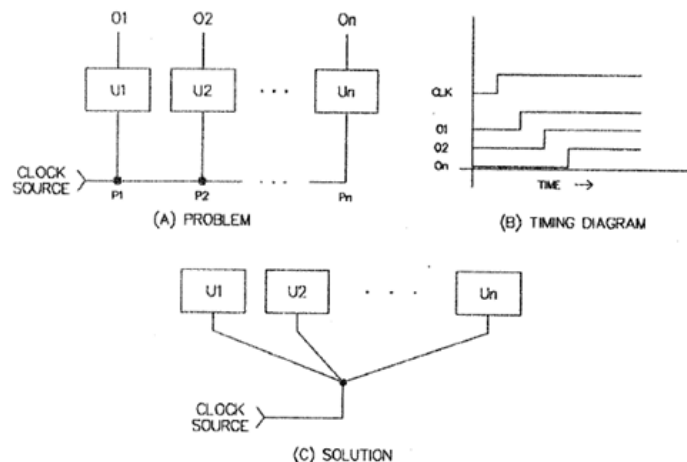 O1 O2 On
U1 U2 . . . Un
CLOCK
SOURCE
P1 P2 Pn
(A) PROBLEM
CLK
O1
O2
On
TIME -->
(B) TIMING DIAGRAM
U1 U2 . . . . Un
CLOCK
SOURCE
(C) SOLUTION